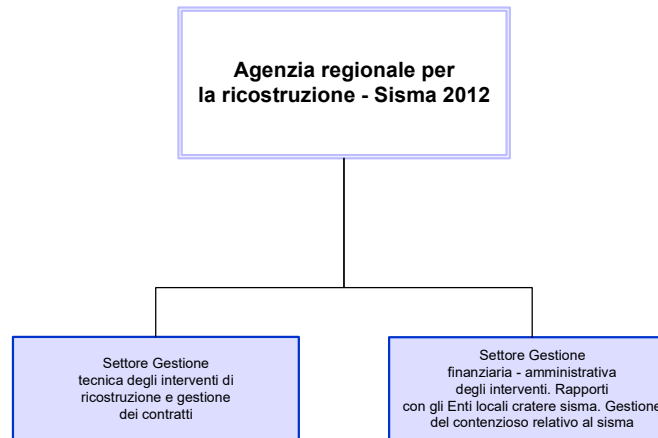 Agenzia regionale per
la ricostruzione - Sisma 2012
Settore Gestione
tecnica degli interventi di
ricostruzione e gestione
dei contratti
Settore Gestione
finanziaria - amministrativa
degli interventi. Rapporti
con gli Enti locali cratere sisma. Gestione
del contenzioso relativo al sisma